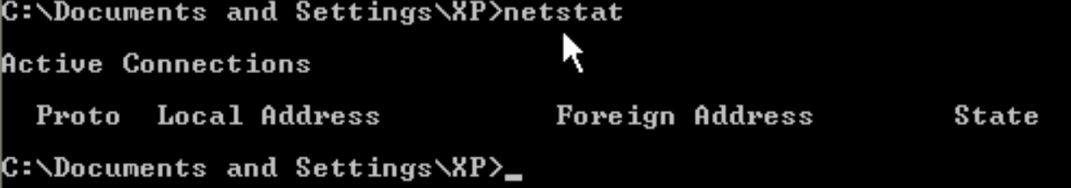 C:\Documents and Settings\XP>netstat
Active Connections
Proto Local Address Foreign Address State
C:\Documents and Settings\XP>_